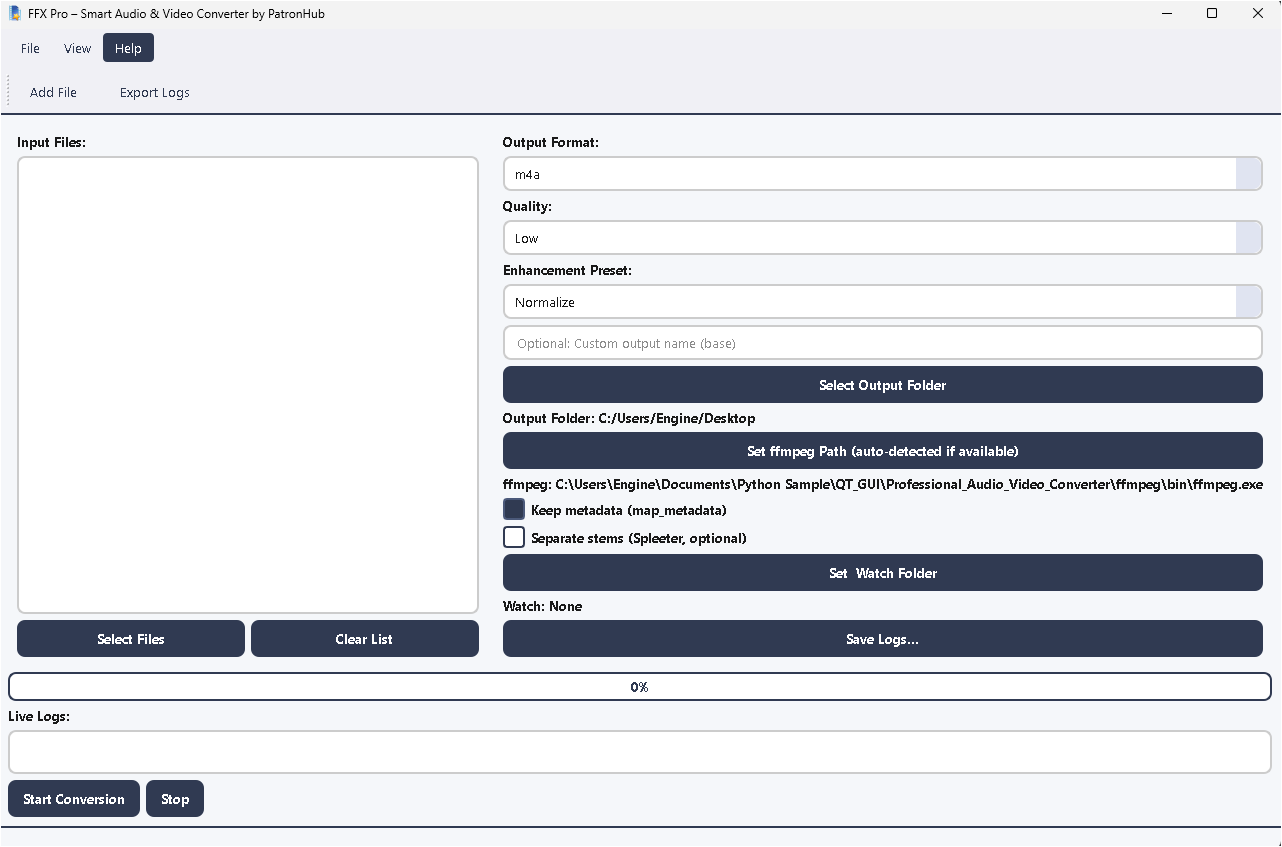 FFX Pro – Smart Audio & Video Converter by PatronHub
File View Help
Add File Export Logs
Input Files:
Select Files Clear List
Output Format:
m4a
Quality:
Low
Enhancement Preset:
Normalize
Optional: Custom output name (base)
Select Output Folder
Output Folder: C:/Users/Engine/Desktop
Set ffmpeg Path (auto-detected if available)
ffmpeg: C:\Users\Engine\Documents\Python Sample\QT_GUI\Professional_Audio_Video_Converter\ffmpeg\bin\ffmpeg.exe
Keep metadata (map_metadata)
Separate stems (Spleeter, optional)
Set  Watch Folder
Watch: None
Save Logs...
0%
Live Logs:
Start Conversion Stop